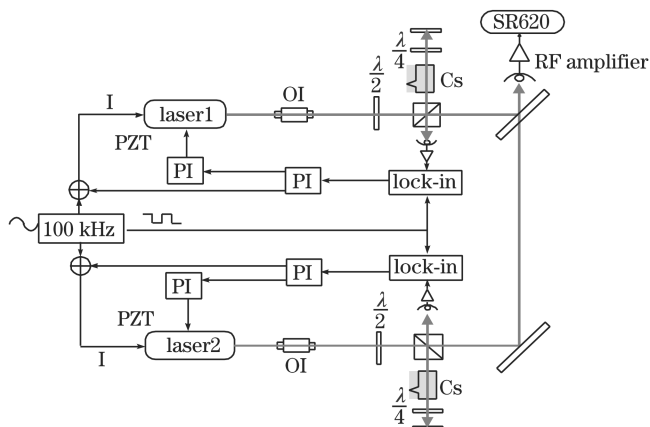 SR620
RF amplifier
λ/4
λ/2
Cs
I
laser1
OI
PZT
PI
PI
lock-in
100 kHz
lock-in
PI
PI
PZT
λ/2
I
laser2
OI
Cs
λ/4